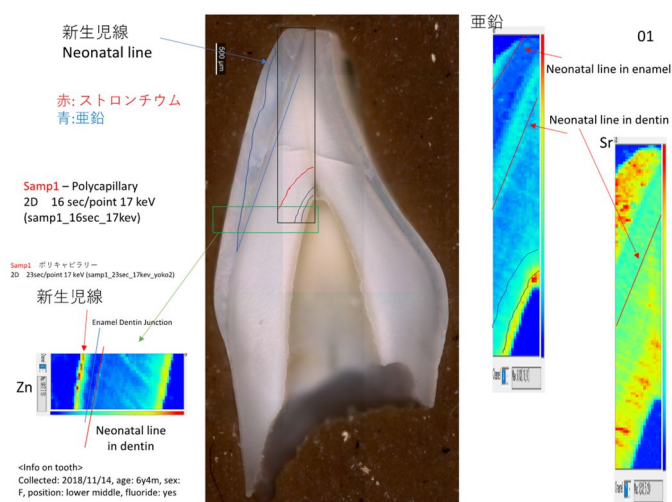 新生児線
Neonatal line
赤: ストロンチウム
青:亜鉛
Samp1 – Polycapillary
2D 16 sec/point 17 keV
(samp1_16sec_17kev)
Samp1 ポリキャピラリー
2D 23sec/point 17 keV (samp1_23sec_17kev_yoko2)
新生児線
Enamel Dentin Junction
Zn
Neonatal line
in dentin
<Info on tooth>
Collected: 2018/11/14, age: 6y4m, sex:
F, position: lower middle, fluoride: yes
500 µm
亜鉛
01
Neonatal line in enamel
Neonatal line in dentin
Sr